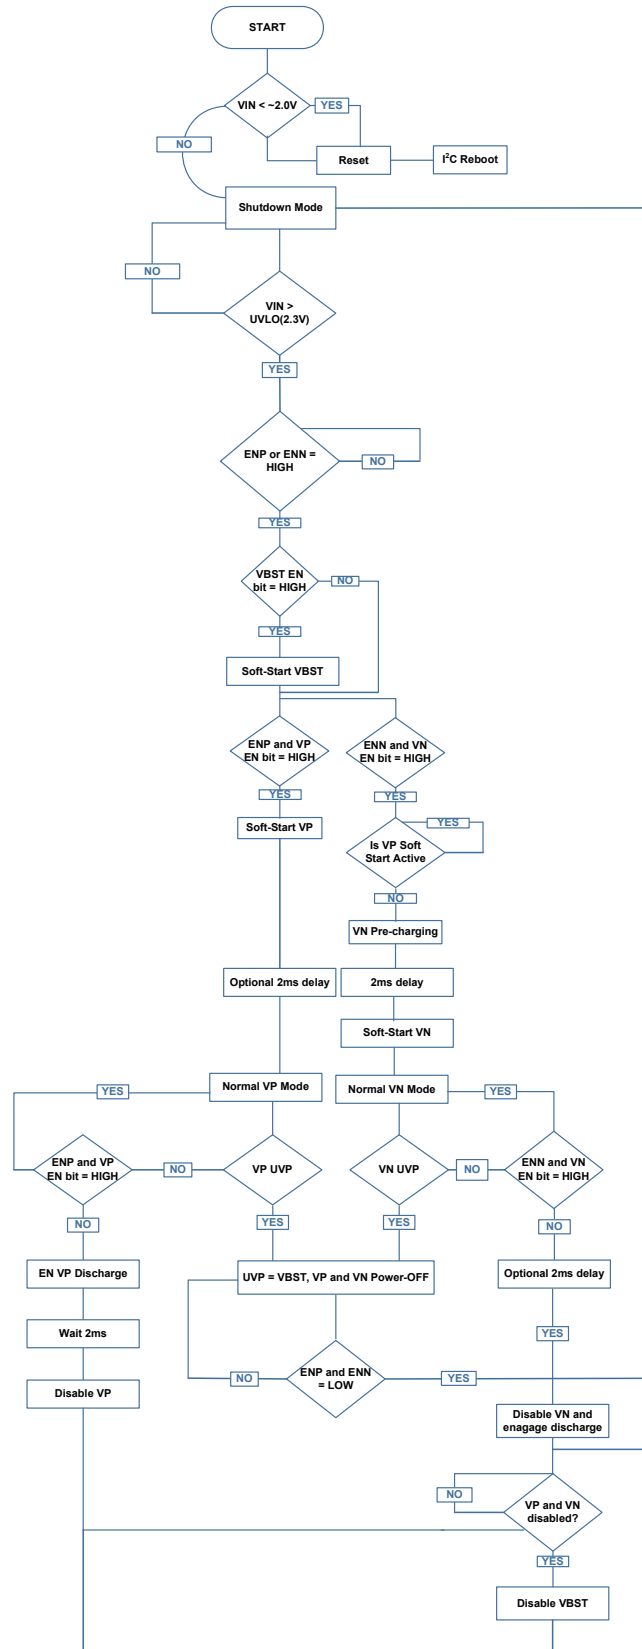 START
VIN < ~2.0V
YES
NO
Reset
I²C Reboot
Shutdown Mode
NO
VIN >
UVLO(2.3V)
YES
ENP or ENN =
HIGH
NO
YES
VBST EN
bit = HIGH
NO
YES
Soft-Start VBST
ENP and VP
EN bit = HIGH
ENN and VN
EN bit = HIGH
YES
YES
Soft-Start VP
YES
Is VP Soft
Start Active
NO
VN Pre-charging
Optional 2ms delay
2ms delay
Soft-Start VN
Normal VP Mode
Normal VN Mode
YES
YES
ENP and VP
EN bit = HIGH
NO
VP UVP
VN UVP
NO
ENN and VN
EN bit = HIGH
NO
YES
YES
NO
EN VP Discharge
UVP = VBST, VP and VN Power-OFF
Optional 2ms delay
Wait 2ms
YES
NO
ENP and ENN
= LOW
YES
Disable VP
Disable VN and
enagage discharge
NO
VP and VN
disabled?
YES
Disable VBST